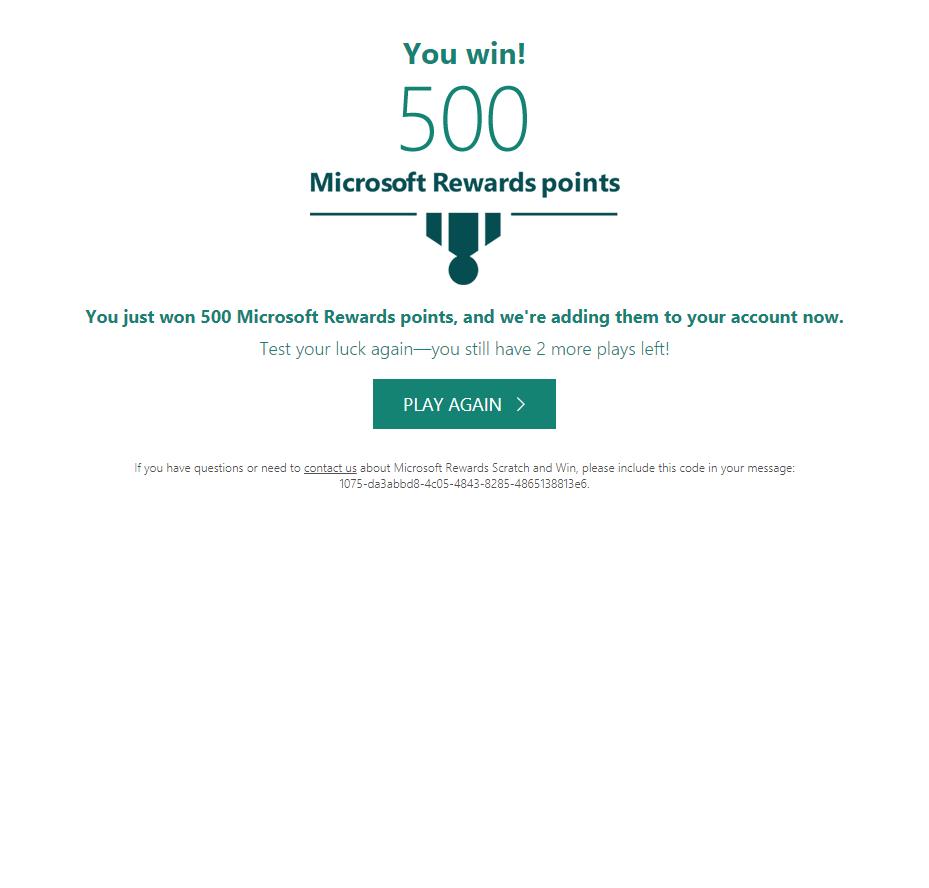 You win!
500
Microsoft Rewards points
You just won 500 Microsoft Rewards points, and we're adding them to your account now.
Test your luck again—you still have 2 more plays left!
PLAY AGAIN
If you have questions or need to contact us about Microsoft Rewards Scratch and Win, please include this code in your message:
1075-da3abbd8-4c05-4843-8285-4865138813e6.